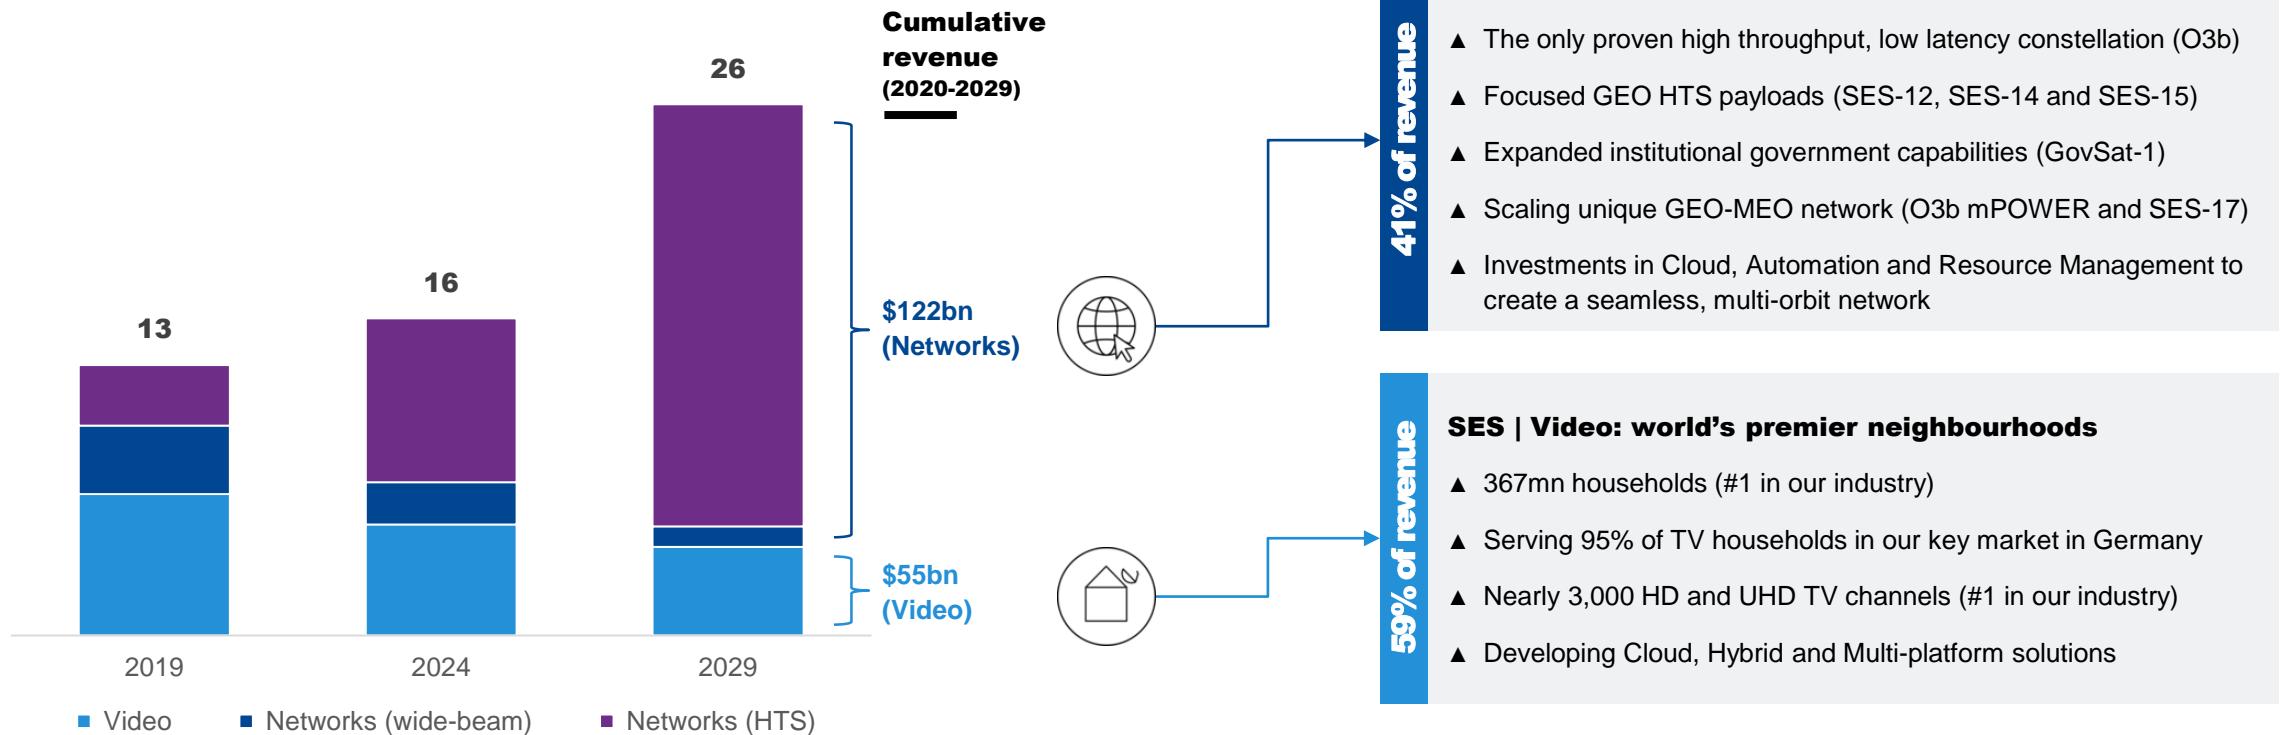 Cumulative
revenue
(2020-2029)
13
16
26
$122bn
(Networks)
$55bn
(Video)
2019
2024
2029
Video
Networks (wide-beam)
Networks (HTS)
41% of revenue
▲ The only proven high throughput, low latency constellation (O3b)
▲ Focused GEO HTS payloads (SES-12, SES-14 and SES-15)
▲ Expanded institutional government capabilities (GovSat-1)
▲ Scaling unique GEO-MEO network (O3b mPOWER and SES-17)
▲ Investments in Cloud, Automation and Resource Management to
create a seamless, multi-orbit network
59% of revenue
SES | Video: world’s premier neighbourhoods
▲ 367mn households (#1 in our industry)
▲ Serving 95% of TV households in our key market in Germany
▲ Nearly 3,000 HD and UHD TV channels (#1 in our industry)
▲ Developing Cloud, Hybrid and Multi-platform solutions